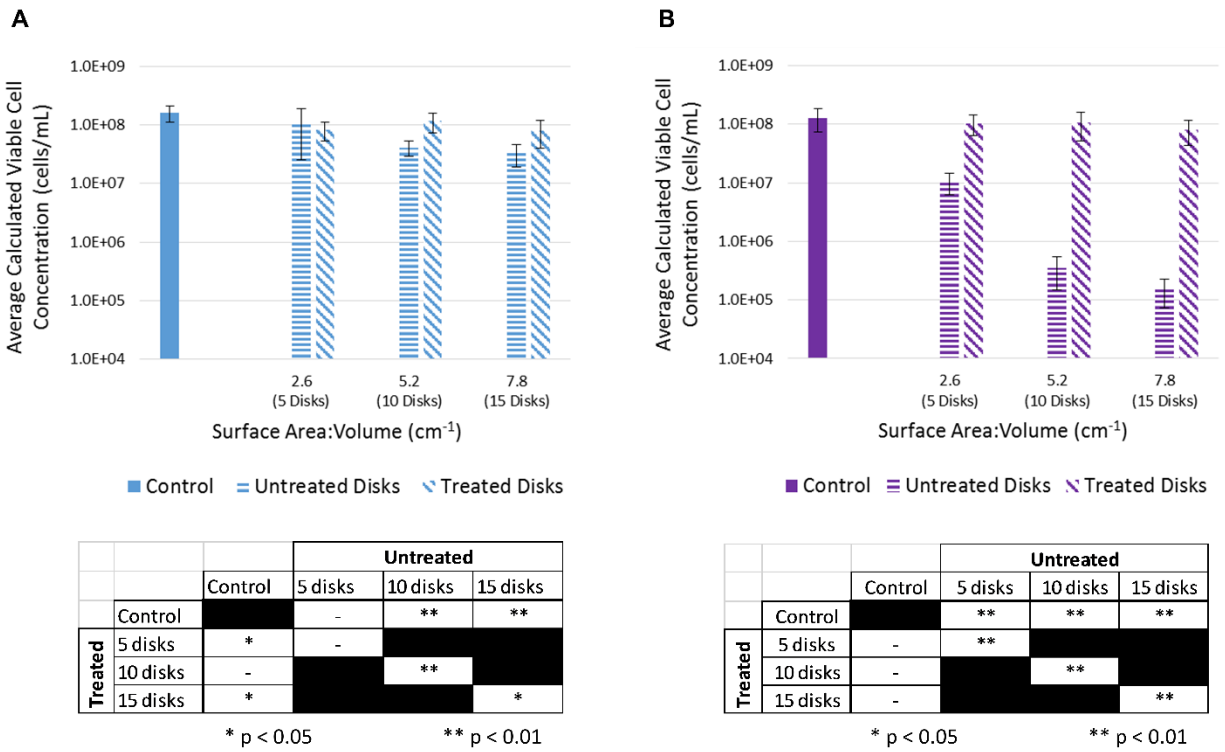 A
Average Calculated Viable Cell
Concentration (cells/mL)
1.0E+09
1.0E+08
1.0E+07
1.0E+06
1.0E+05
1.0E+04
2.6 5.2 7.8
(5 Disks) (10 Disks) (15 Disks)
Surface Area:Volume (cm⁻¹)
Control Untreated Disks Treated Disks
Untreated
Control 5 disks 10 disks 15 disks
Control - ** **
Treated
5 disks * -
10 disks - **
15 disks * *
* p < 0.05 ** p < 0.01
B
Average Calculated Viable Cell
Concentration (cells/mL)
1.0E+09
1.0E+08
1.0E+07
1.0E+06
1.0E+05
1.0E+04
2.6 5.2 7.8
(5 Disks) (10 Disks) (15 Disks)
Surface Area:Volume (cm⁻¹)
Control Untreated Disks Treated Disks
Untreated
Control 5 disks 10 disks 15 disks
Control ** ** **
Treated
5 disks - **
10 disks - **
15 disks - **
* p < 0.05 ** p < 0.01